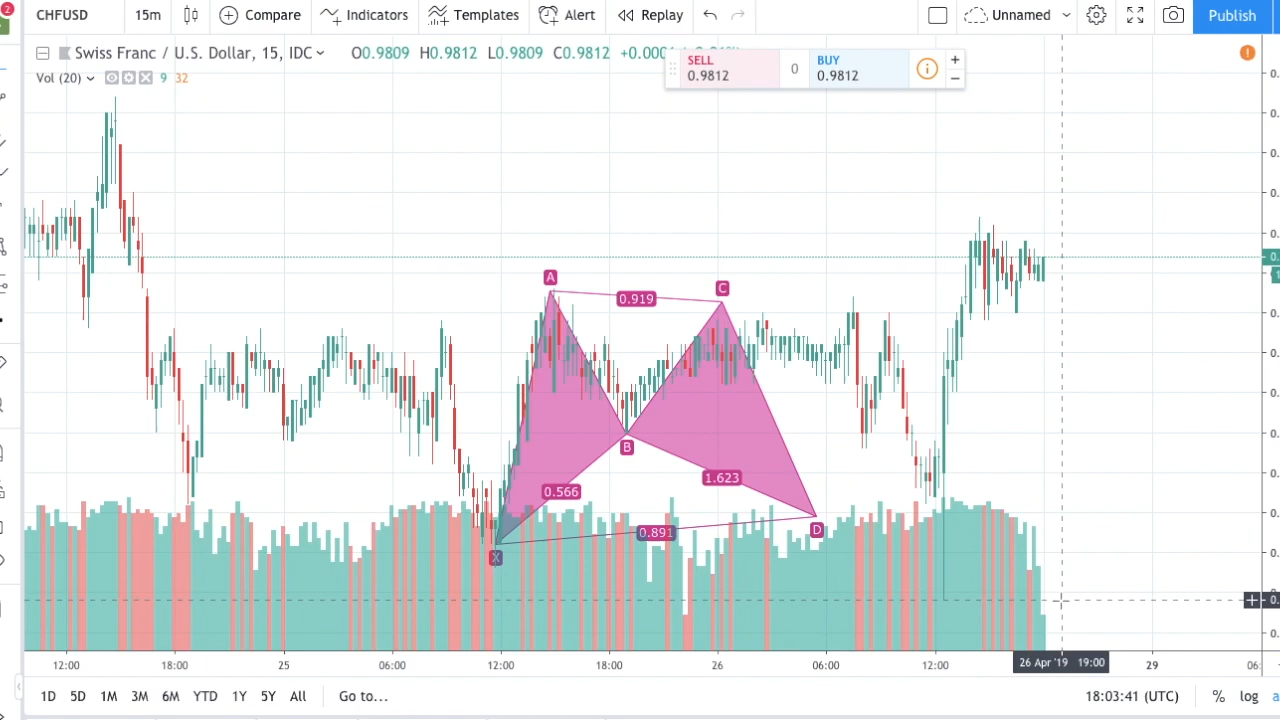 2
CHFUSD 15m Compare Indicators Templates Alert Replay Unnamed Publish
Swiss Franc / U.S. Dollar, 15, IDC O0.9809 H0.9812 L0.9809 C0.9812
SELL
0.9812
0
BUY
0.9812
+
−
Vol (20) 9 32
A
0.919
C
B
1.623
0.566
0.891
D
X
12:00 18:00 25 06:00 12:00 18:00 26 06:00 12:00 26 Apr '19 19:00 29
1D 5D 1M 3M 6M YTD 1Y 5Y All Go to... 18:03:41 (UTC) % log